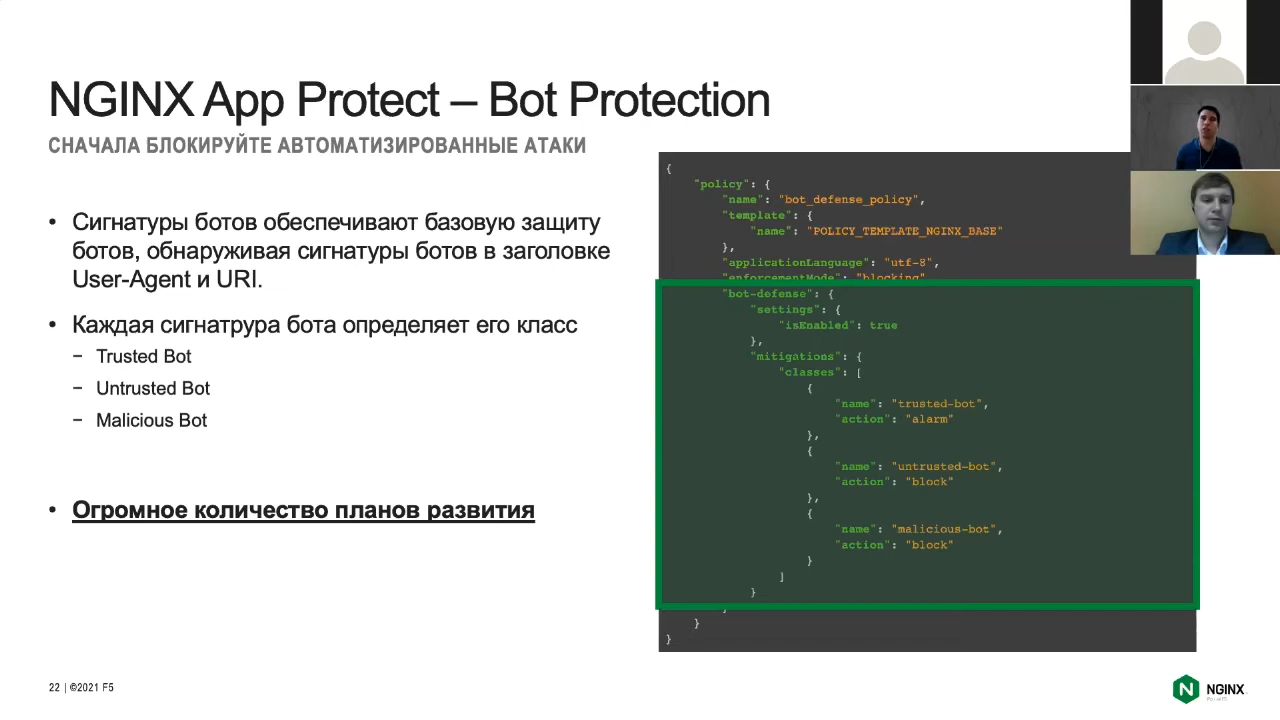 NGINX App Protect – Bot Protection
СНАЧАЛА БЛОКИРУЙТЕ АВТОМАТИЗИРОВАННЫЕ АТАКИ
• Сигнатуры ботов обеспечивают базовую защиту
ботов, обнаруживая сигнатуры ботов в заголовке
User-Agent и URI.
• Каждая сигнатрура бота определяет его класс
− Trusted Bot
− Untrusted Bot
− Malicious Bot
• Огромное количество планов развития
{
"policy": {
"name": "bot_defense_policy",
"template": {
"name": "POLICY_TEMPLATE_NGINX_BASE"
},
"applicationLanguage": "utf-8",
"enforcementMode": "blocking"
"bot-defense": {
"settings": {
"isEnabled": true
},
"mitigations": {
"classes": [
{
"name": "trusted-bot",
"action": "alarm"
},
{
"name": "untrusted-bot",
"action": "block"
},
{
"name": "malicious-bot",
"action": "block"
}
]
}
}
}
}
22 | ©2021 F5
NGINX